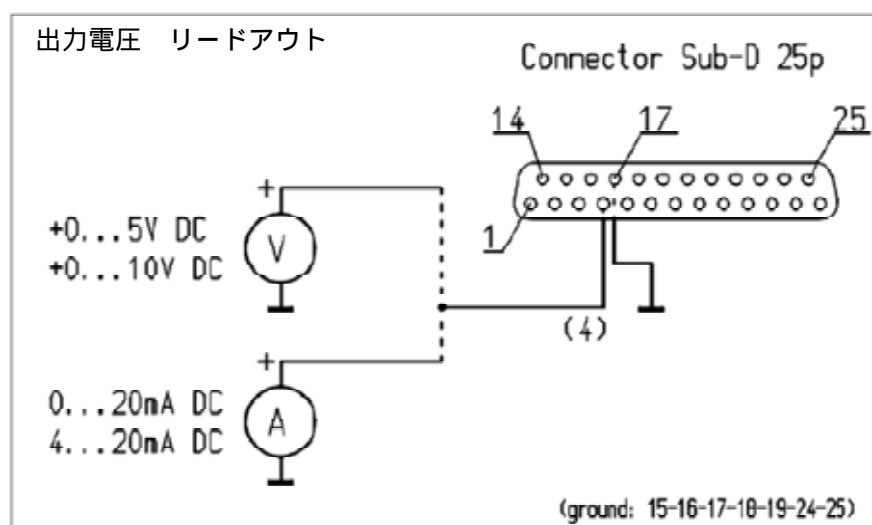 出力電圧　リードアウト
Connector Sub-D 25p
14 17 25
+
+0...5V DC
+0...10V DC
V
1
(4)
+
0...20mA DC
4...20mA DC
A
(ground: 15-16-17-18-19-24-25)